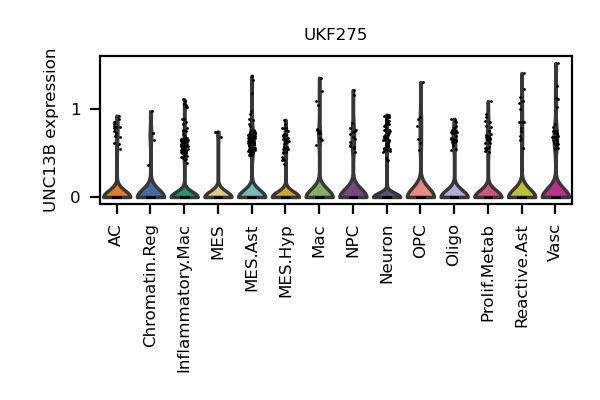 UKF275
UNC13B expression
1
0
AC
Chromatin.Reg
Inflammatory.Mac
MES
MES.Ast
MES.Hyp
Mac
NPC
Neuron
OPC
Oligo
Prolif.Metab
Reactive.Ast
Vasc